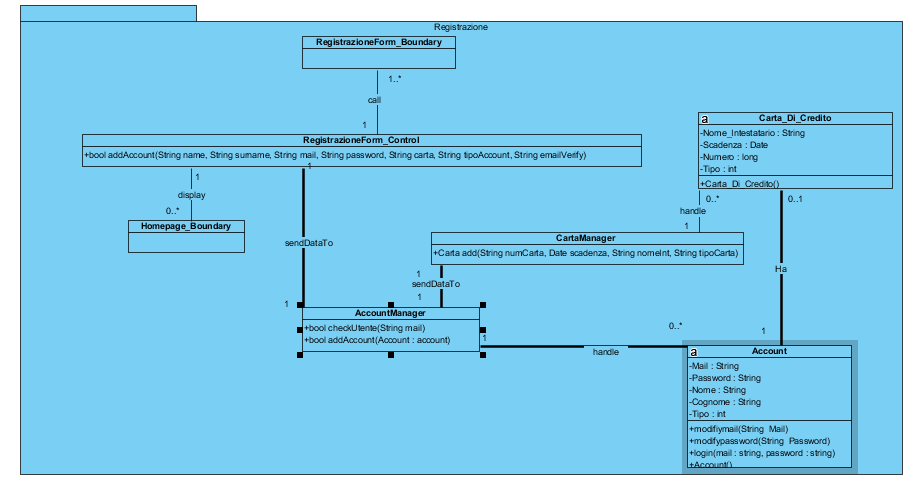 Registrazione
RegistrazioneForm_Boundary
1..*
call
1
RegistrazioneForm_Control
+bool addAccount(String name, String surname, String mail, String password, String carta, String tipoAccount, String emailVerify)
a
Carta_Di_Credito
-Nome_Intestatario : String
-Scadenza : Date
-Numero : long
-Tipo : int
+Carta_Di_Credito()
1
display
0..*
Homepage_Boundary
1
sendDataTo
1
0..*
handle
1
0..1
Ha
1
CartaManager
+Carta add(String numCarta, Date scadenza, String nomeInt, String tipoCarta)
1
sendDataTo
1
AccountManager
+bool checkUtente(String mail)
+bool addAccount(Account : account)
1
handle
0..*
a
Account
-Mail : String
-Password : String
-Nome : String
-Cognome : String
-Tipo : int
+modifiymail(String Mail)
+modifypassword(String Password)
+login(mail : string, password : string)
+Account()